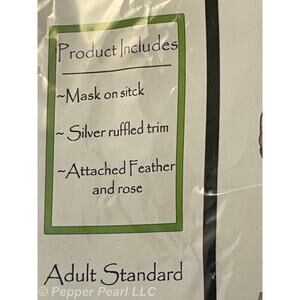 Product Includes
~Mask on sitck
~Silver ruffled trim
~Attached Feather
and rose
Adult Standard
© Pepper Pearl LLC